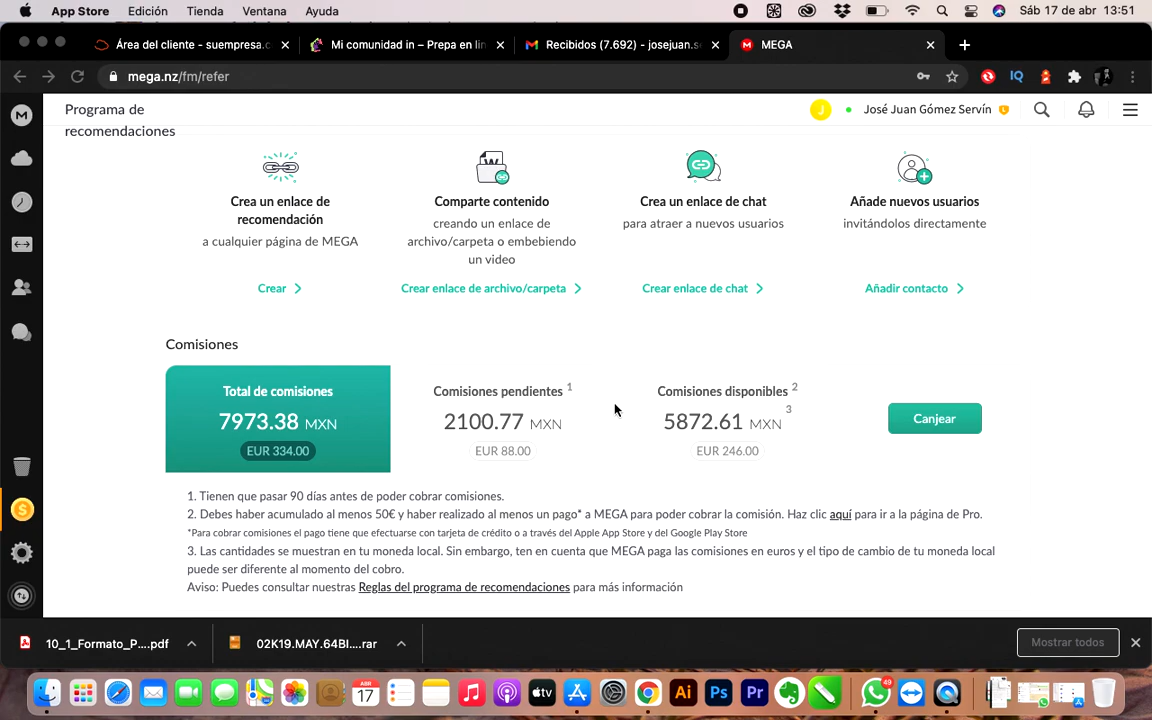 App Store Edición Tienda Ventana Ayuda Sáb 17 de abr 13:51
Área del cliente - suempresa.c Mi comunidad in – Prepa en lín Recibidos (7.692) - josejuan.s MEGA
mega.nz/fm/refer IQ
Programa de
recomendaciones
J José Juan Gómez Servín
Crea un enlace de
recomendación
a cualquier página de MEGA
Crear
Comparte contenido
creando un enlace de
archivo/carpeta o embebiendo
un video
Crear enlace de archivo/carpeta
Crea un enlace de chat
para atraer a nuevos usuarios
Crear enlace de chat
Añade nuevos usuarios
invitándolos directamente
Añadir contacto
Comisiones
Total de comisiones
7973.38 MXN
EUR 334.00
Comisiones pendientes 1
2100.77 MXN
EUR 88.00
Comisiones disponibles 2
5872.61 MXN 3
EUR 246.00
Canjear
1. Tienen que pasar 90 días antes de poder cobrar comisiones.
2. Debes haber acumulado al menos 50€ y haber realizado al menos un pago* a MEGA para poder cobrar la comisión. Haz clic aquí para ir a la página de Pro.
*Para cobrar comisiones el pago tiene que efectuarse con tarjeta de crédito o a través del Apple App Store y del Google Play Store
3. Las cantidades se muestran en tu moneda local. Sin embargo, ten en cuenta que MEGA paga las comisiones en euros y el tipo de cambio de tu moneda local
puede ser diferente al momento del cobro.
Aviso: Puedes consultar nuestras Reglas del programa de recomendaciones para más información
10_1_Formato_P....pdf 02K19.MAY.64BI....rar Mostrar todos
ABR
17
tv
Ai
Ps
Pr
49